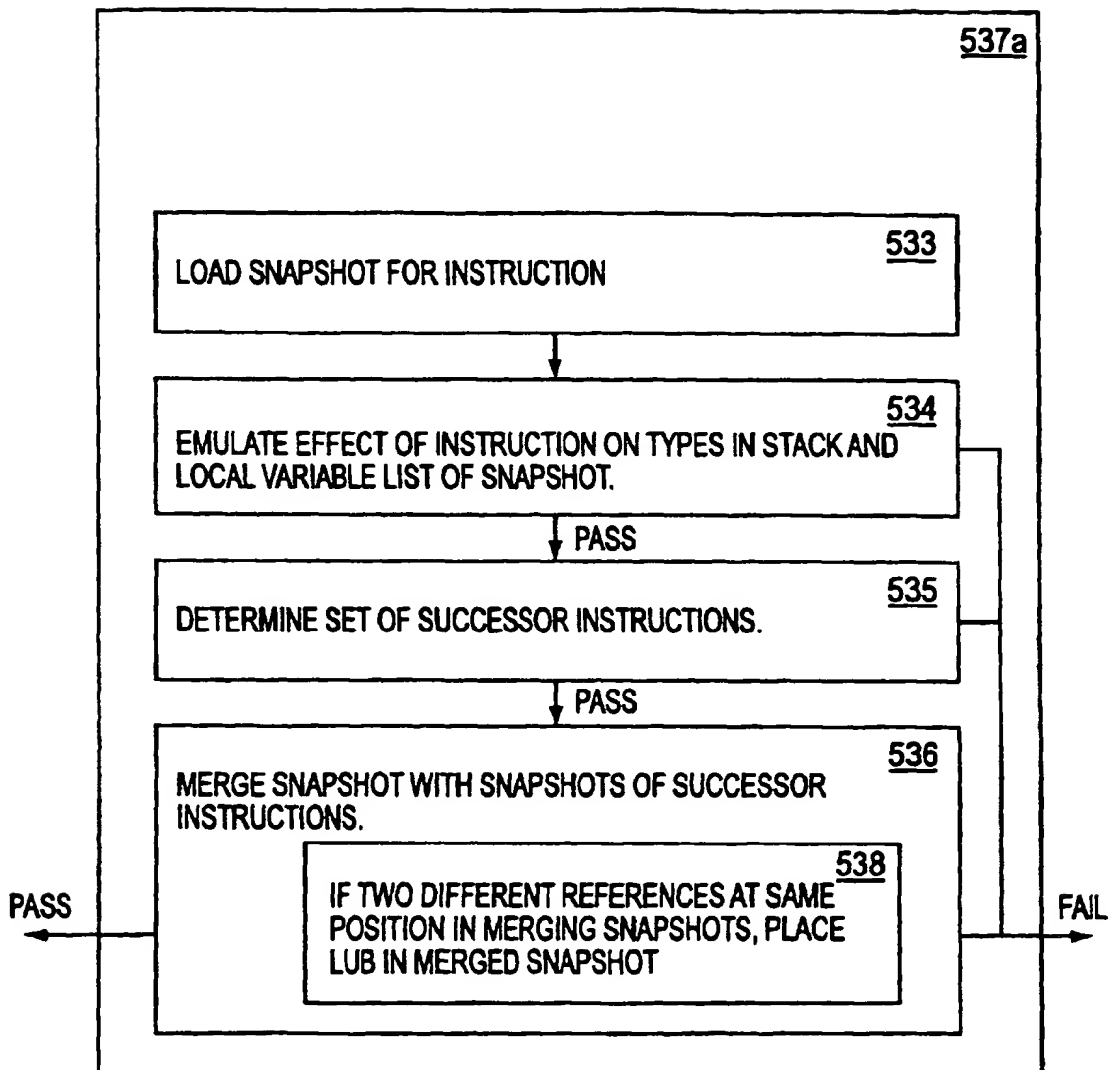 537a
533
LOAD SNAPSHOT FOR INSTRUCTION
534
EMULATE EFFECT OF INSTRUCTION ON TYPES IN STACK AND
LOCAL VARIABLE LIST OF SNAPSHOT.
PASS
535
DETERMINE SET OF SUCCESSOR INSTRUCTIONS.
PASS
536
MERGE SNAPSHOT WITH SNAPSHOTS OF SUCCESSOR
INSTRUCTIONS.
538
IF TWO DIFFERENT REFERENCES AT SAME
POSITION IN MERGING SNAPSHOTS, PLACE
LUB IN MERGED SNAPSHOT
PASS
FAIL